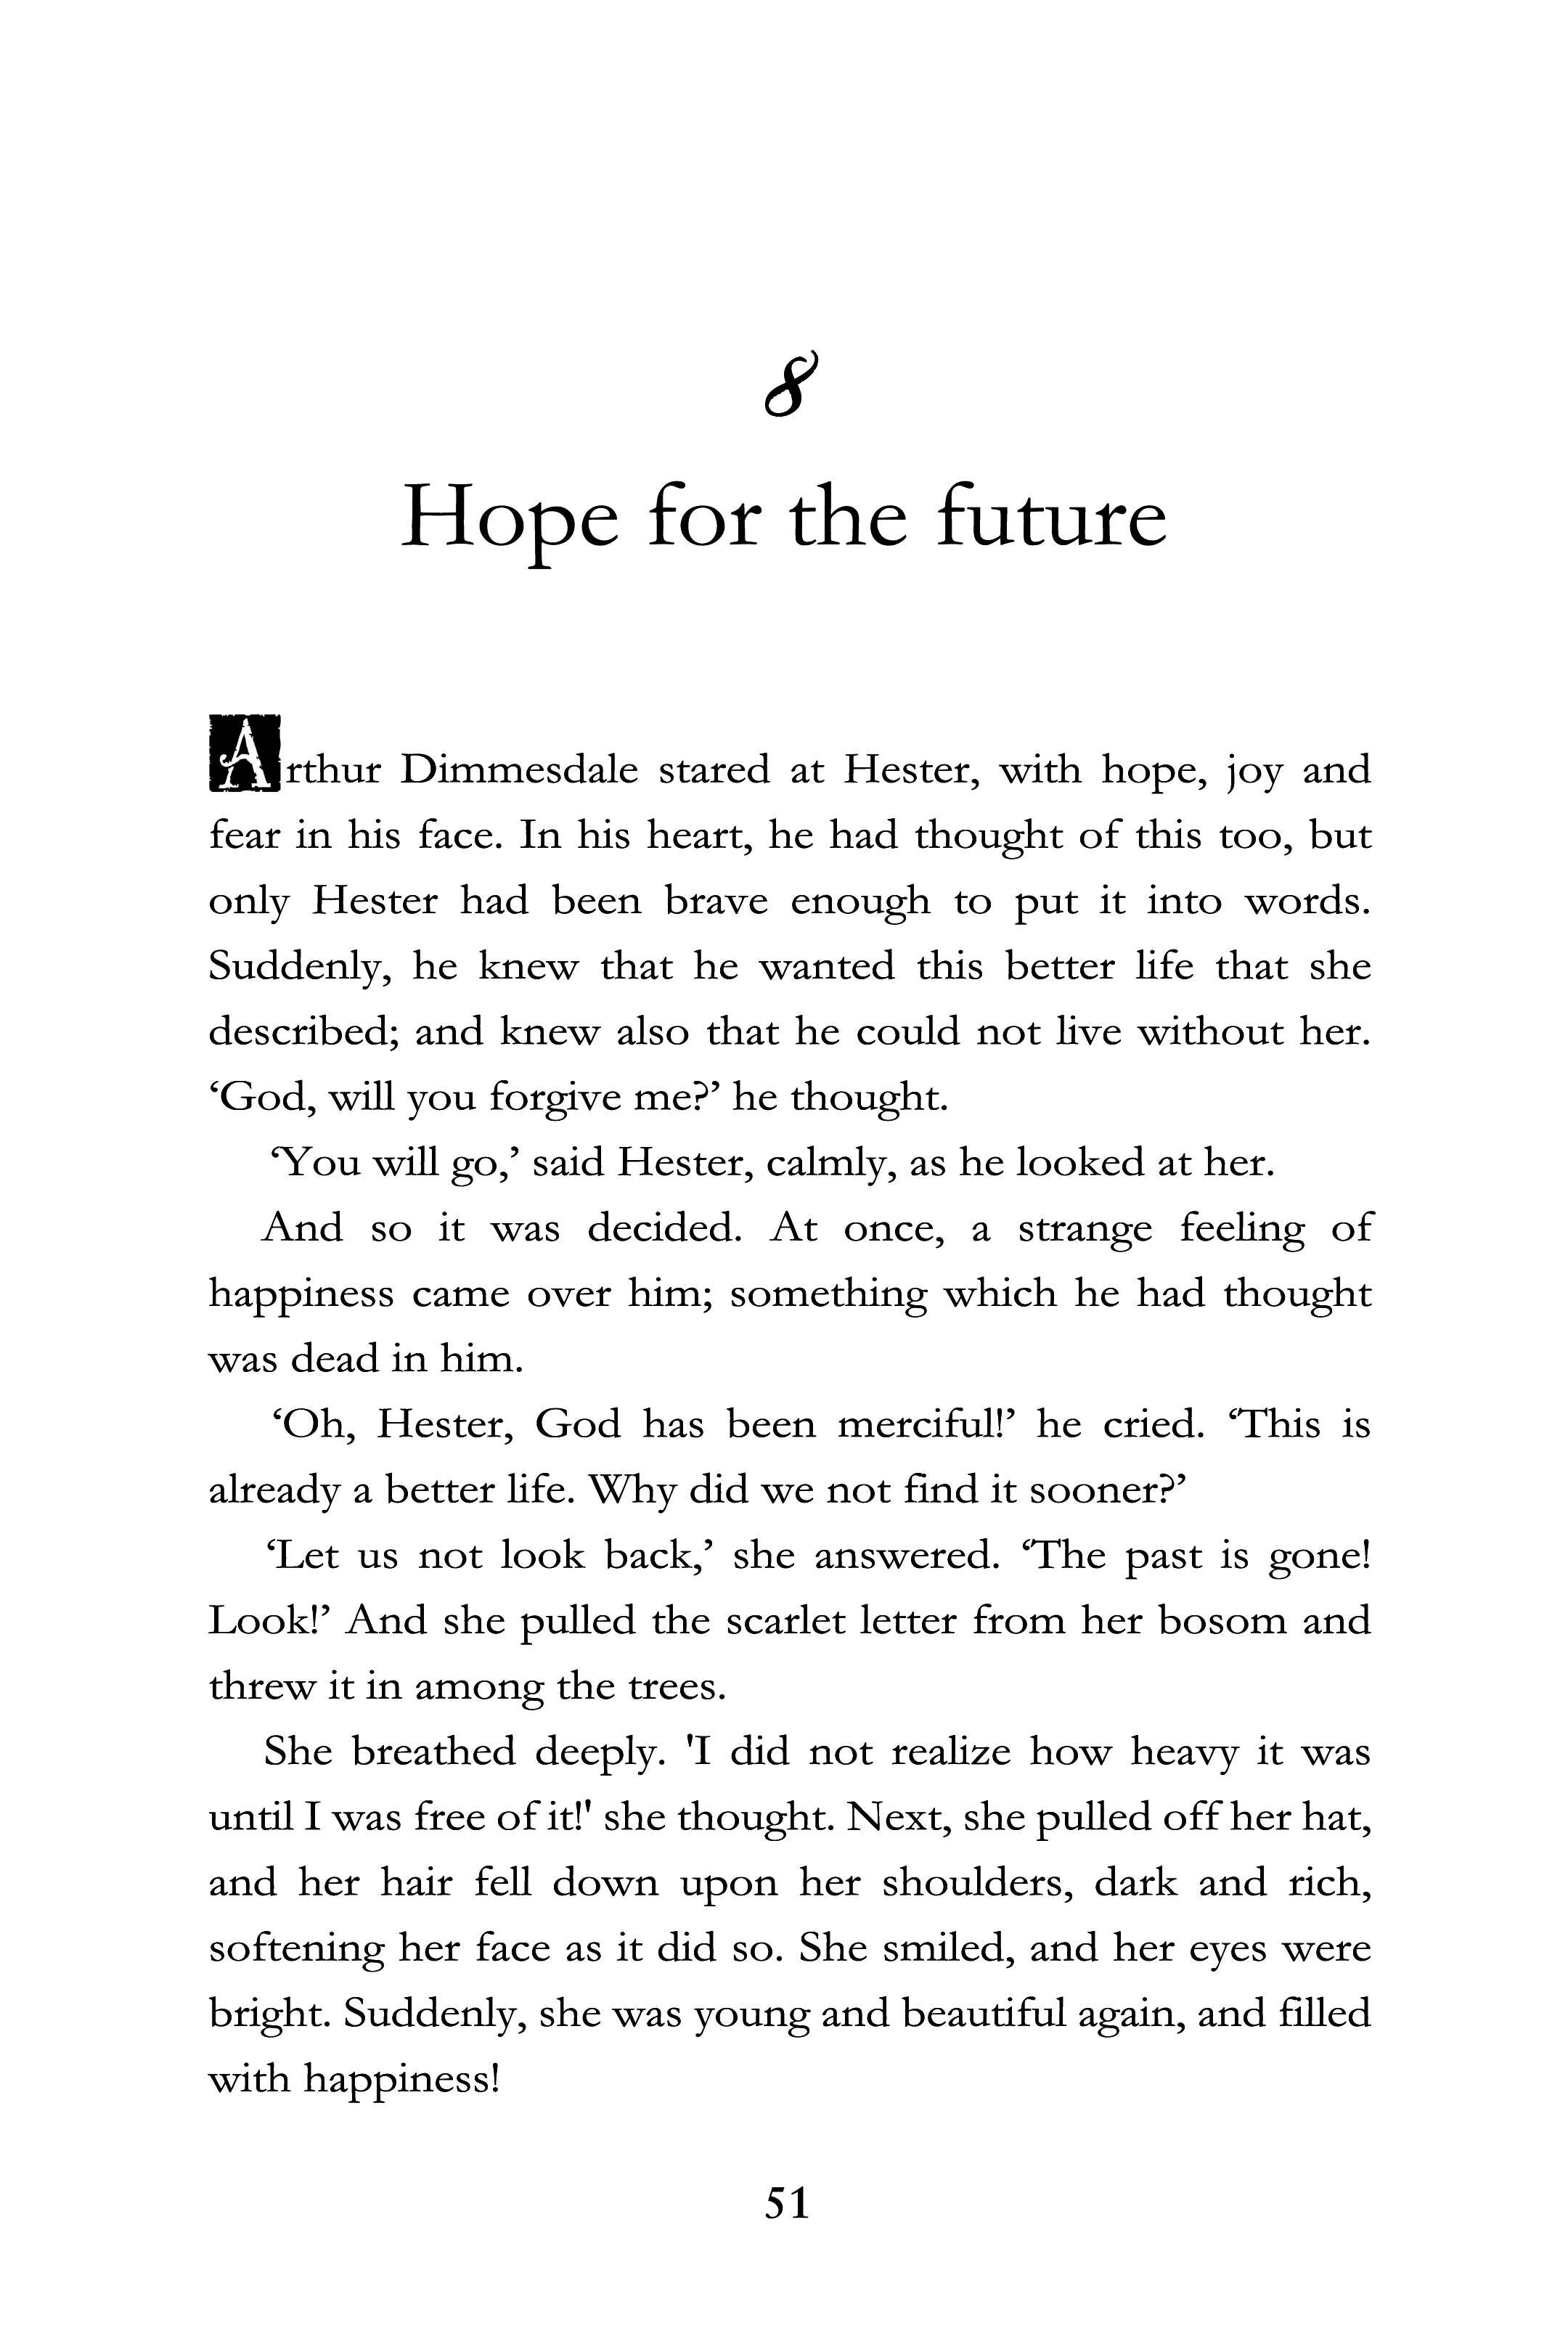 8
Hope for the future
Arthur Dimmesdale stared at Hester, with hope, joy and
fear in his face. In his heart, he had thought of this too, but
only Hester had been brave enough to put it into words.
Suddenly, he knew that he wanted this better life that she
described; and knew also that he could not live without her.
‘God, will you forgive me?’ he thought.
‘You will go,’ said Hester, calmly, as he looked at her.
And so it was decided. At once, a strange feeling of
happiness came over him; something which he had thought
was dead in him.
‘Oh, Hester, God has been merciful!’ he cried. ‘This is
already a better life. Why did we not find it sooner?’
‘Let us not look back,’ she answered. ‘The past is gone!
Look!’ And she pulled the scarlet letter from her bosom and
threw it in among the trees.
She breathed deeply. 'I did not realize how heavy it was
until I was free of it!' she thought. Next, she pulled off her hat,
and her hair fell down upon her shoulders, dark and rich,
softening her face as it did so. She smiled, and her eyes were
bright. Suddenly, she was young and beautiful again, and filled
with happiness!
51